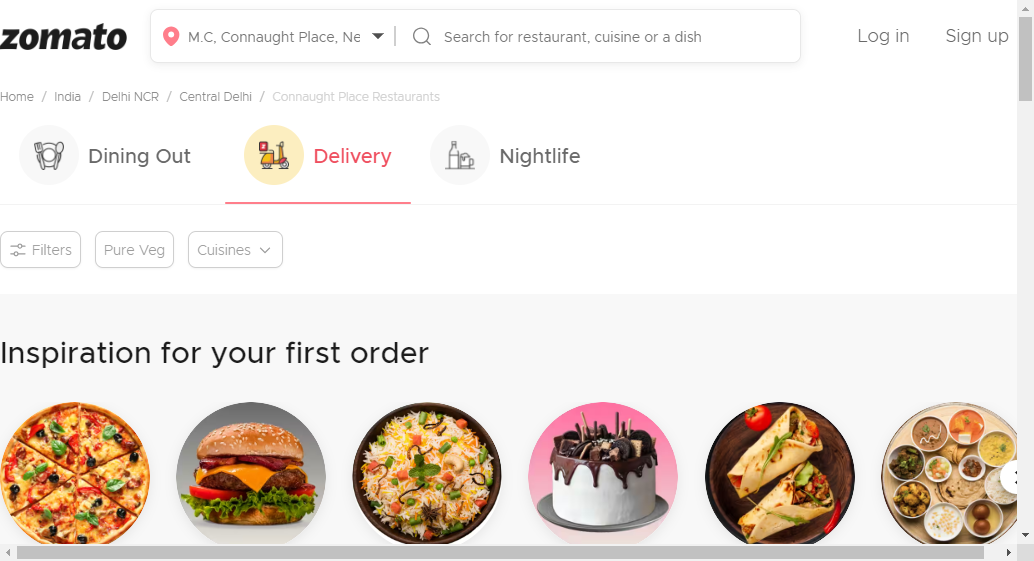 zomato
M.C, Connaught Place, Ne
Search for restaurant, cuisine or a dish
Log in
Sign up
Home / India / Delhi NCR / Central Delhi / Connaught Place Restaurants
Dining Out
Delivery
Nightlife
Filters
Pure Veg
Cuisines
Inspiration for your first order